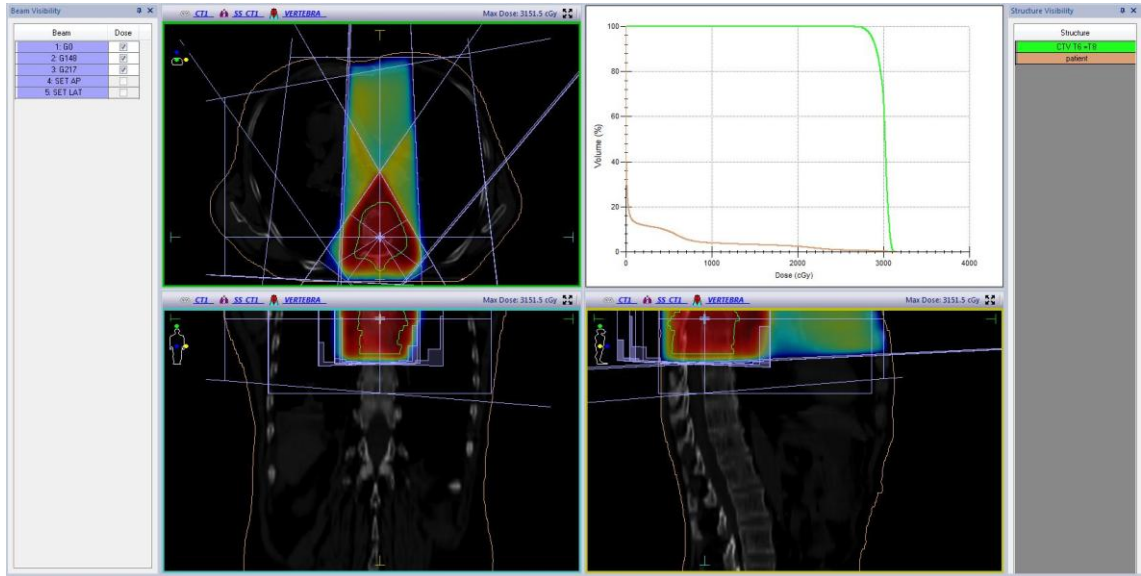 Beam Visibility
Beam Dose
1: G0
2: G148
3: G217
4: SET AP
5: SET LAT
CT1 SS CT1 VERTEBRA Max Dose: 3151.5 cGy
100
80
60
40
20
0
Volume (%)
0 1000 2000 3000 4000
Dose (cGy)
CT1 SS CT1 VERTEBRA Max Dose: 3151.5 cGy
CT1 SS CT1 VERTEBRA Max Dose: 3151.5 cGy
Structure Visibility
Structure
CTV T6 =T8
patient